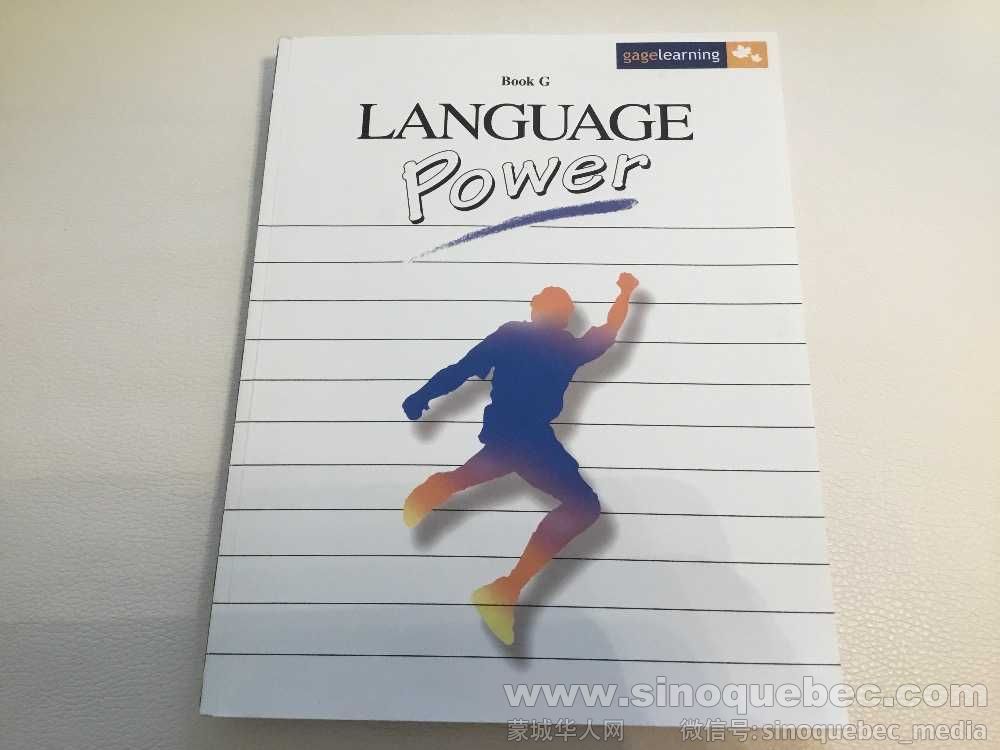 gagelearning
Book G
LANGUAGE
Power
www.sinoquebec.com
蒙城华人网 微信号:sinoquebec_media